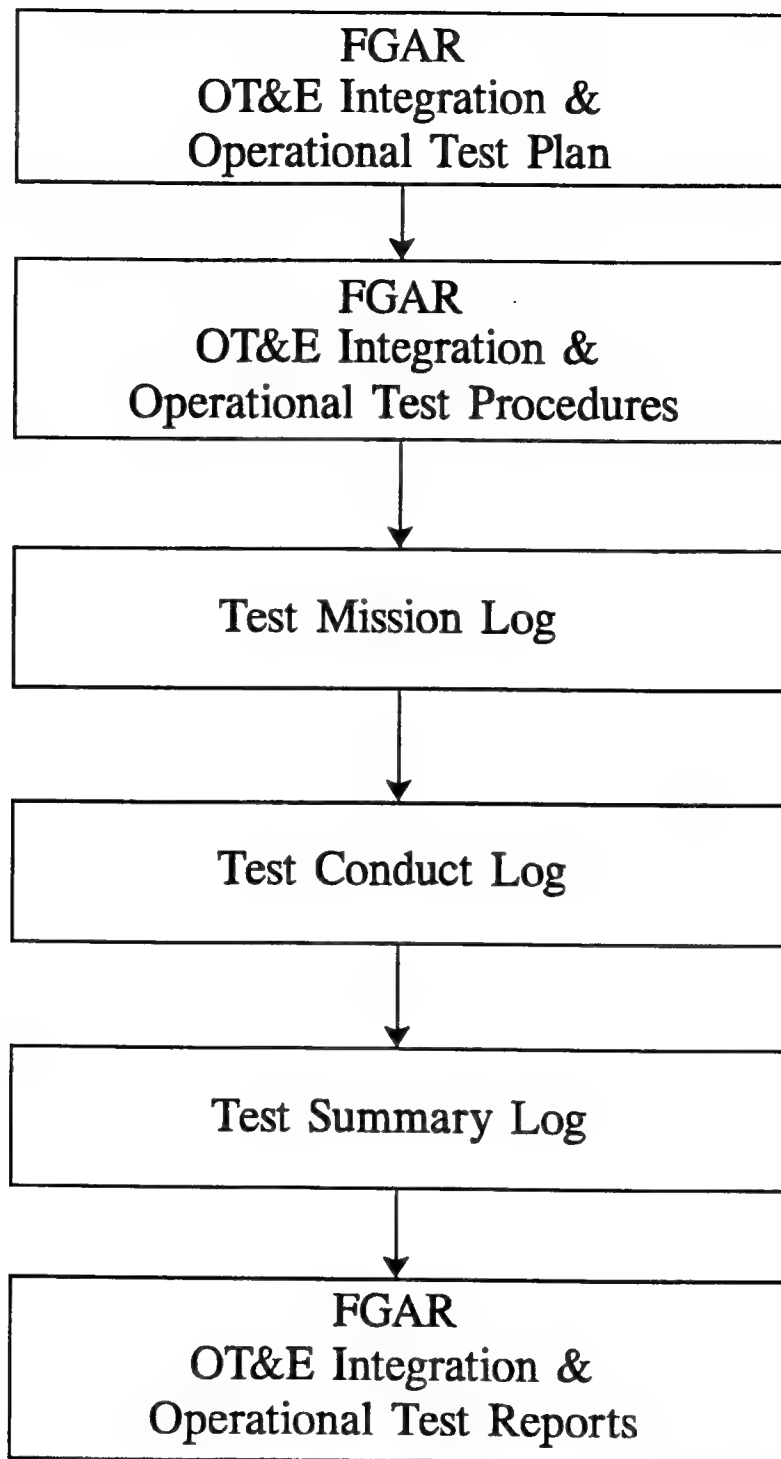 FGAR
OT&E Integration &
Operational Test Plan
FGAR
OT&E Integration &
Operational Test Procedures
Test Mission Log
Test Conduct Log
Test Summary Log
FGAR
OT&E Integration &
Operational Test Reports